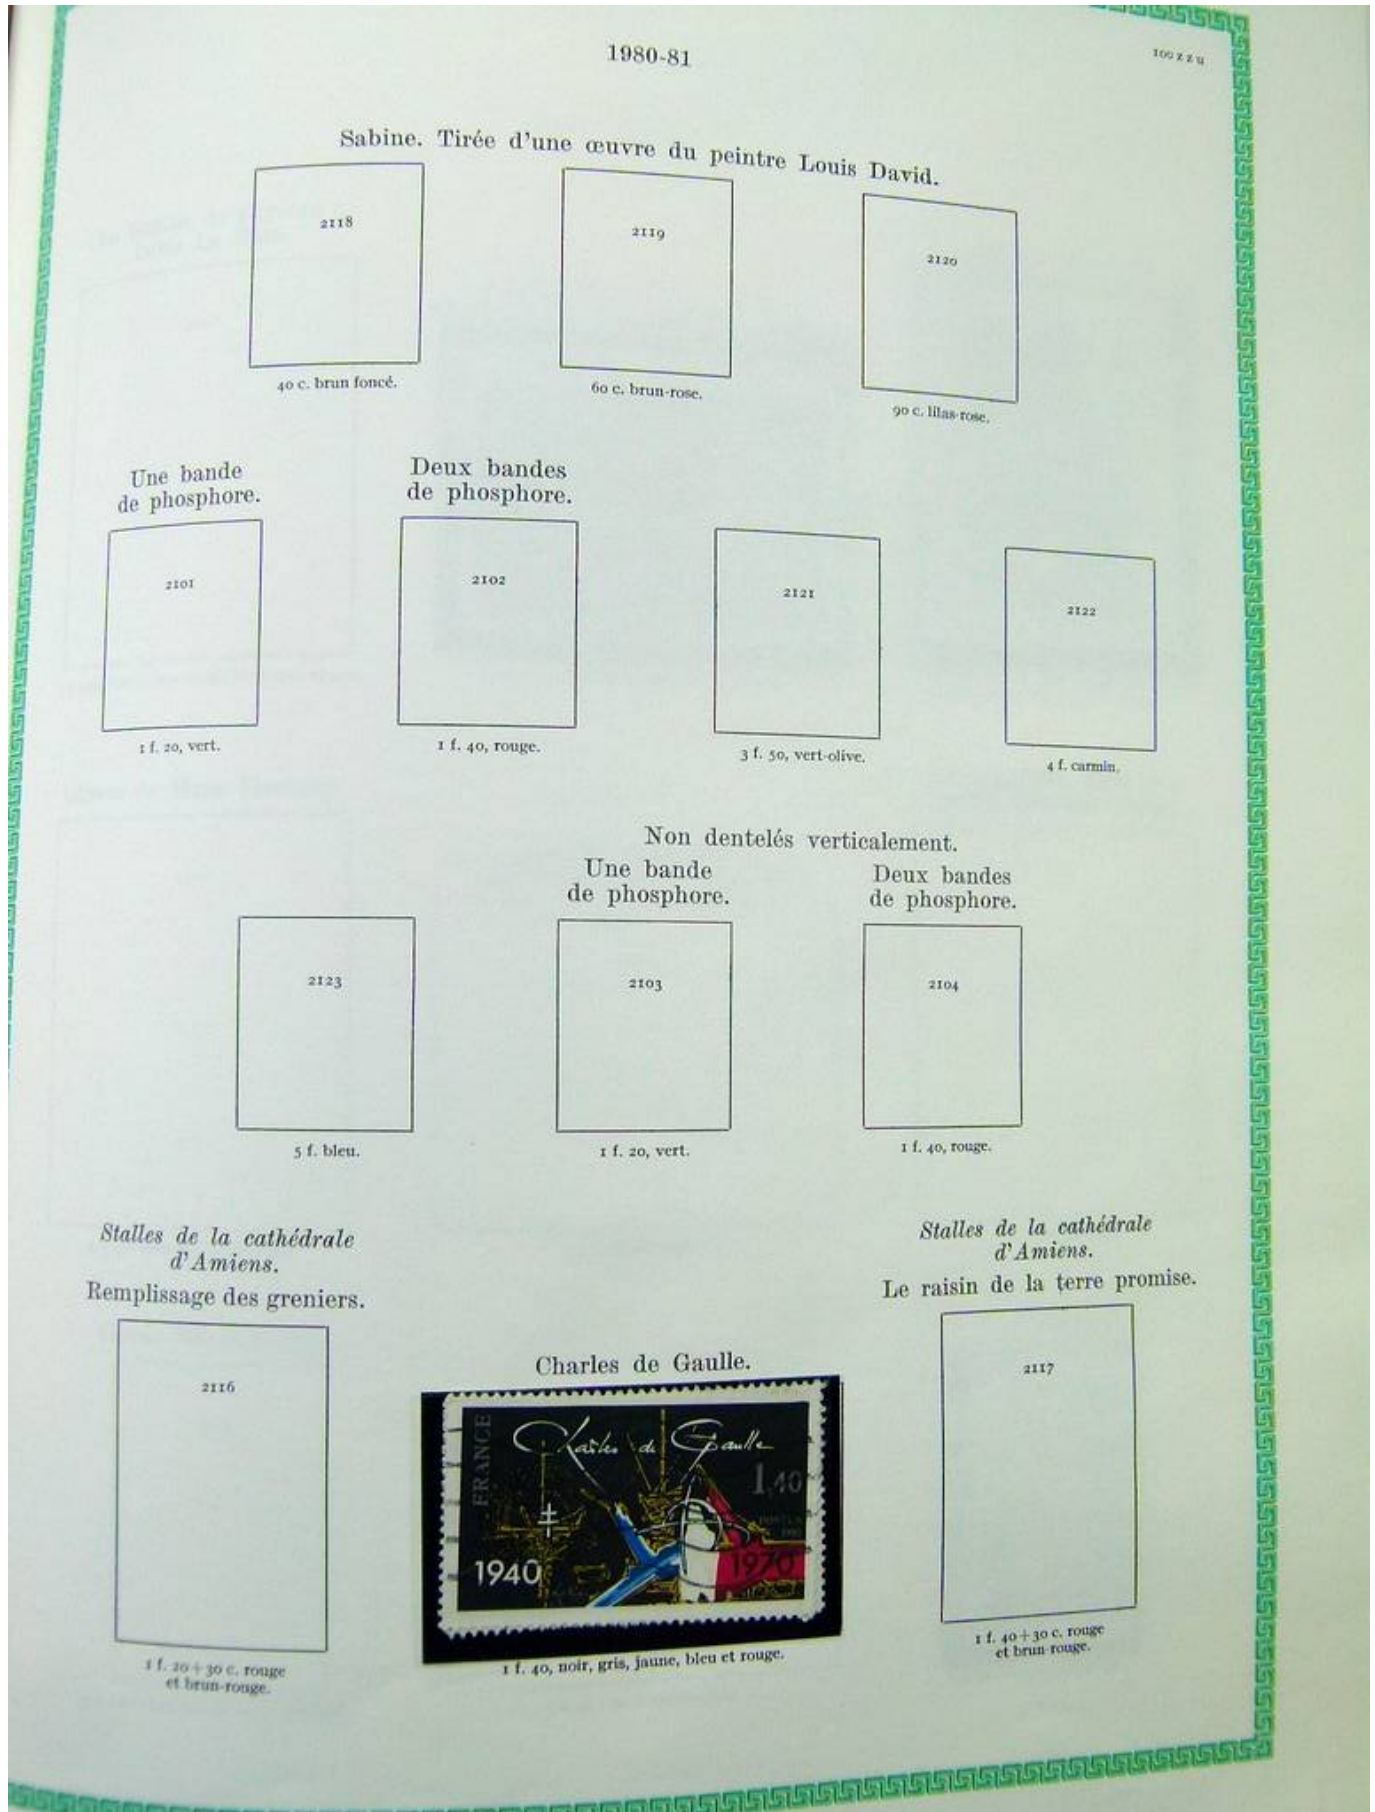 1980-81
100 z z u
Sabine. Tirée d'une œuvre du peintre Louis David.
2118
2119
2120
40 c. brun foncé.
60 c. brun-rose.
90 c. lilas-rose.
Une bande
de phosphore.
Deux bandes
de phosphore.
2101
2102
2121
2122
1 f. 20, vert.
1 f. 40, rouge.
3 f. 50, vert-olive.
4 f. carmin.
Non dentelés verticalement.
Une bande
de phosphore.
Deux bandes
de phosphore.
2123
2103
2104
5 f. bleu.
1 f. 20, vert.
1 f. 40, rouge.
Stalles de la cathédrale
d'Amiens.
Remplissage des greniers.
2116
1 f. 20+30 c. rouge
et brun-rouge.
Charles de Gaulle.
FRANCE
Charles de Gaulle
1,40
1940
1970
1 f. 40, noir, gris, jaune, bleu et rouge.
Stalles de la cathédrale
d'Amiens.
Le raisin de la terre promise.
2117
1 f. 40+30 c. rouge
et brun-rouge.